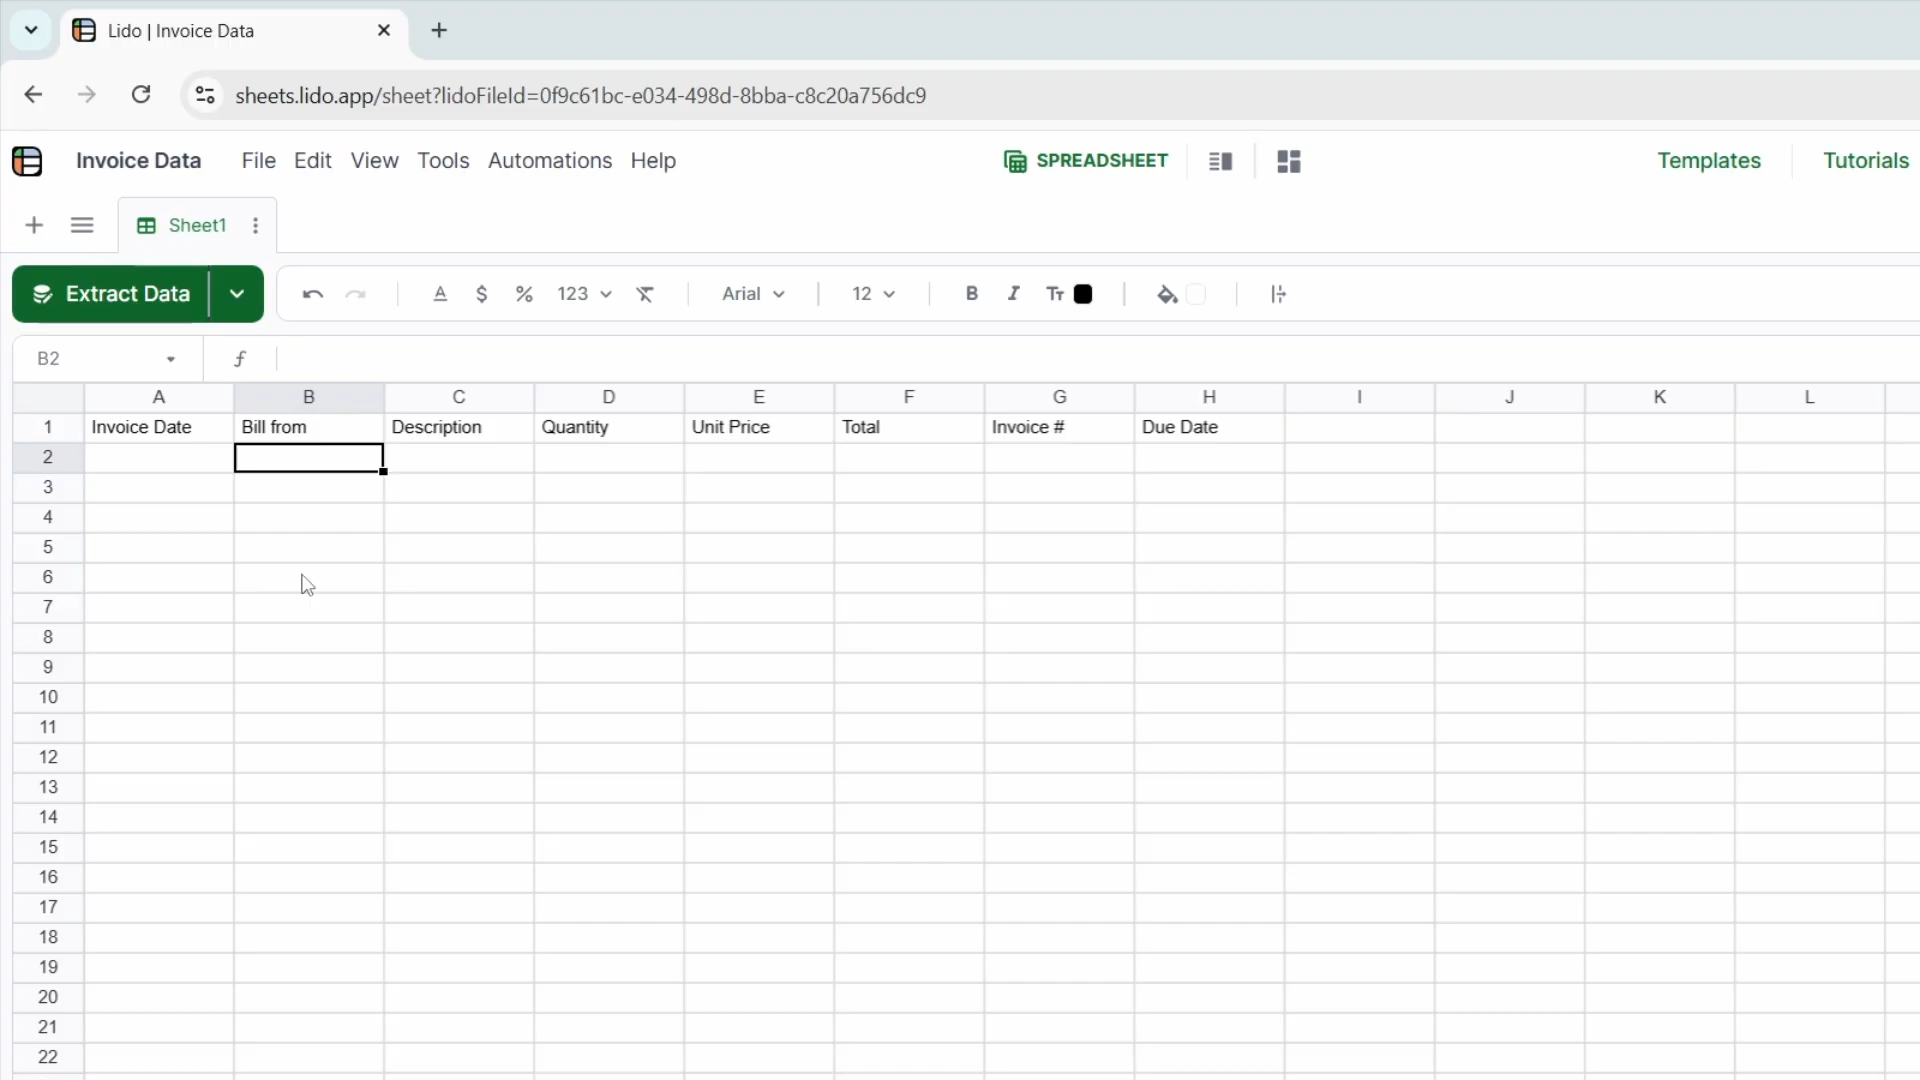 Lido | Invoice Data
sheets.lido.app/sheet?lidoFileId=0f9c61bc-e034-498d-8bba-c8c20a756dc9
Invoice Data File Edit View Tools Automations Help SPREADSHEET Templates Tutorials
Sheet1
Extract Data A $ % 123 Arial 12 B I Tт
B2 f
A B C D E F G H I J K L
1 Invoice Date Bill from Description Quantity Unit Price Total Invoice # Due Date
2
3
4
5
6
7
8
9
10
11
12
13
14
15
16
17
18
19
20
21
22